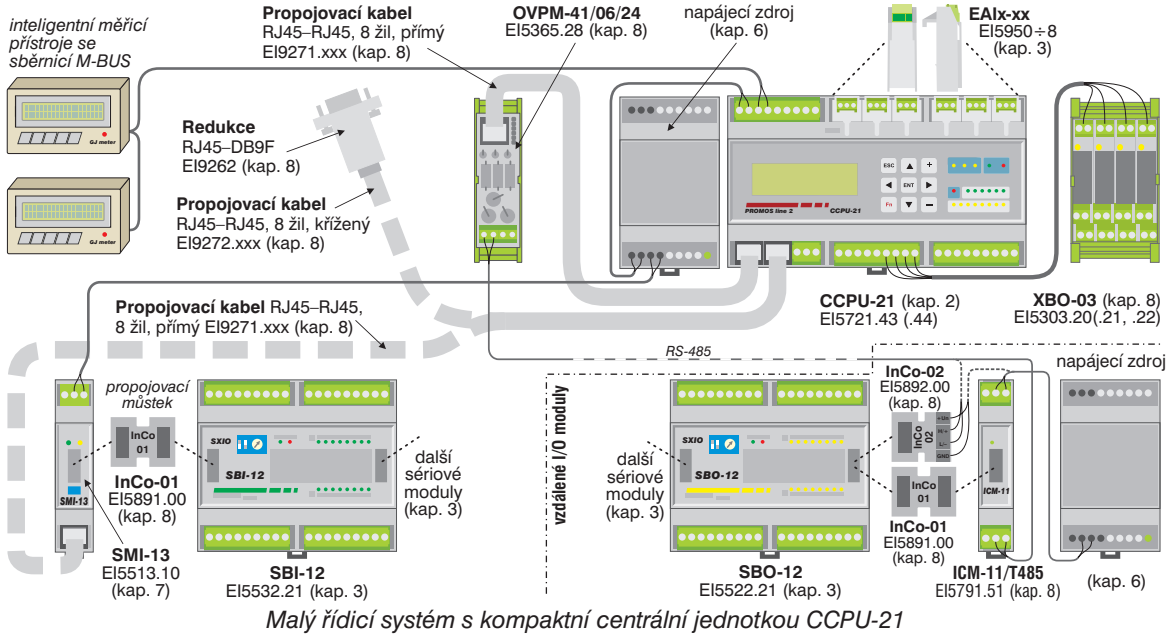 inteligentní měřicí
přístroje se
sběrnicí M-BUS
GJ meter
GJ meter
Propojovací kabel
RJ45–RJ45, 8 žil, přímý
EI9271.xxx (kap. 8)
OVPM-41/06/24
EI5365.28 (kap. 8)
napájecí zdroj
(kap. 6)
EAIx-xx
EI5950÷8
(kap. 3)
Redukce
RJ45–DB9F
EI9262 (kap. 8)
Propojovací kabel
RJ45–RJ45, 8 žil, křížený
EI9272.xxx (kap. 8)
ESC
+
ENT
Fn
–
PROMOS line 2
CCPU-21
Propojovací kabel RJ45–RJ45,
8 žil, přímý EI9271.xxx (kap. 8)
CCPU-21 (kap. 2)
EI5721.43 (.44)
XBO-03 (kap. 8)
EI5303.20(.21, .22)
RS-485
propojovací
můstek
InCo
01
SMI-13
InCo-01
EI5891.00
(kap. 8)
SMI-13
EI5513.10
(kap. 7)
SXIO
SBI-12
další
sériové
moduly
(kap. 3)
SBI-12
EI5532.21 (kap. 3)
vzdálené I/O moduly
další
sériové
moduly
(kap. 3)
SXIO
SBO-12
SBO-12
EI5522.21 (kap. 3)
InCo-02
EI5892.00
(kap. 8)
InCo
02
+Un
H/+
L/–
GND
InCo
01
InCo-01
EI5891.00
(kap. 8)
ICM-11
ICM-11/T485
EI5791.51 (kap. 8)
napájecí zdroj
(kap. 6)
Malý řídicí systém s kompaktní centrální jednotkou CCPU-21